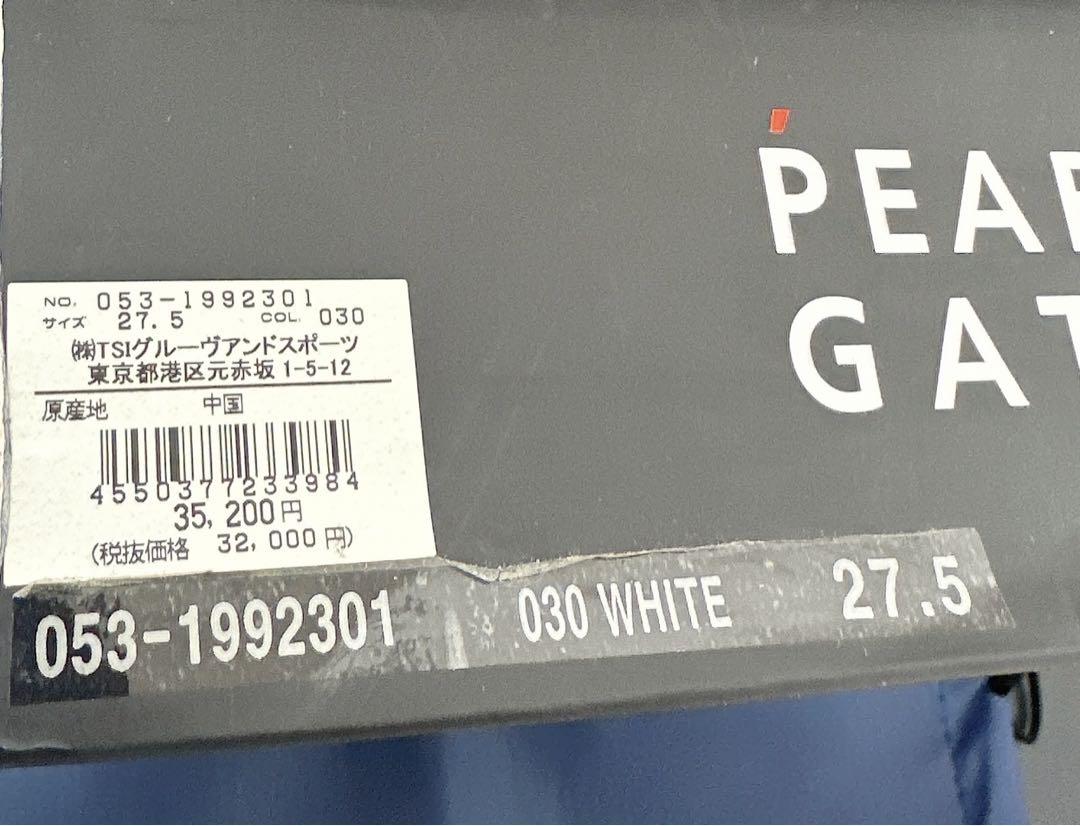 PEAR
GAT
NO. 053-1992301
サイズ 27.5 COL. 030
㈱TSIグルーヴアンドスポーツ
東京都港区元赤坂1-5-12
原産地 中国
4550377233984
35,200円
(税抜価格 32,000円)
053-1992301 030 WHITE 27.5